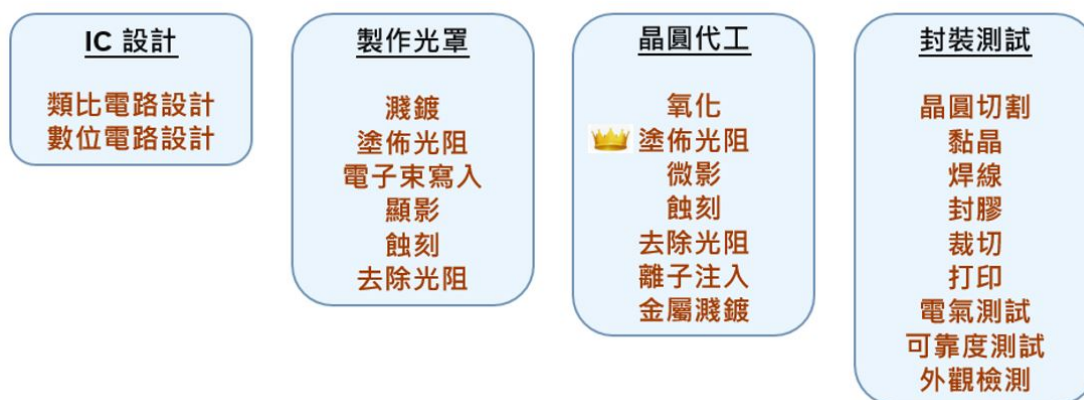 IC 設計
類比電路設計
數位電路設計
製作光罩
濺鍍
塗佈光阻
電子束寫入
顯影
蝕刻
去除光阻
晶圓代工
氧化
塗佈光阻
微影
蝕刻
去除光阻
離子注入
金屬濺鍍
封裝測試
晶圓切割
黏晶
焊線
封膠
裁切
打印
電氣測試
可靠度測試
外觀檢測